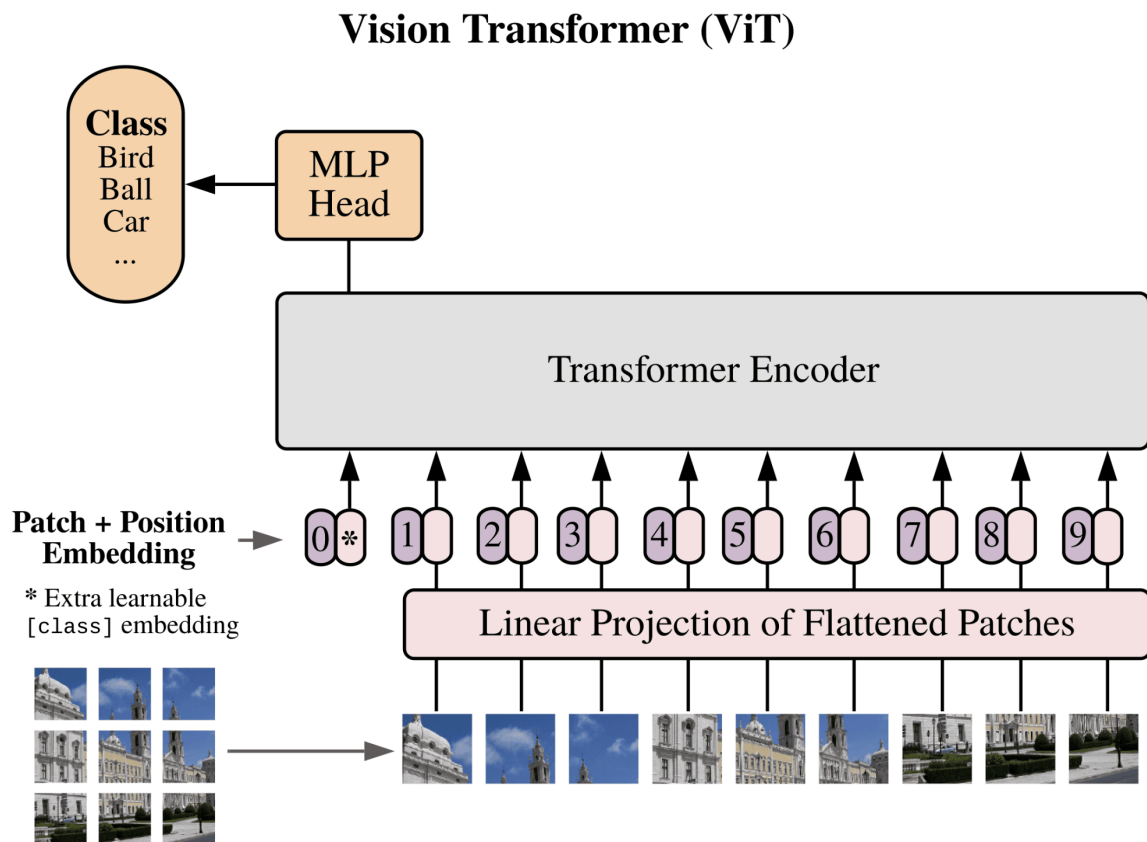 Vision Transformer (ViT)
Class
Bird
Ball
Car
...
MLP
Head
Transformer Encoder
Patch + Position
Embedding
0 * 1 2 3 4 5 6 7 8 9
* Extra learnable
[class] embedding
Linear Projection of Flattened Patches